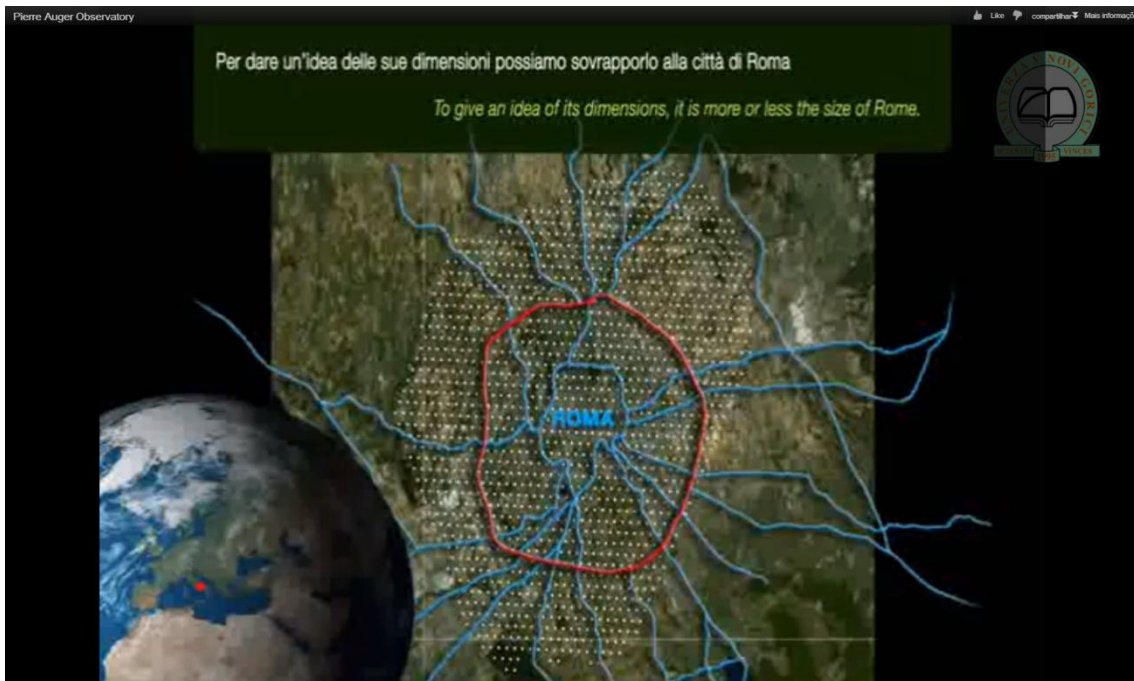 Pierre Auger Observatory
Like
compartilhar
Mais informaçõ
Per dare un'idea delle sue dimensioni possiamo sovrapporlo alla città di Roma
To give an idea of its dimensions, it is more or less the size of Rome.
ROMA